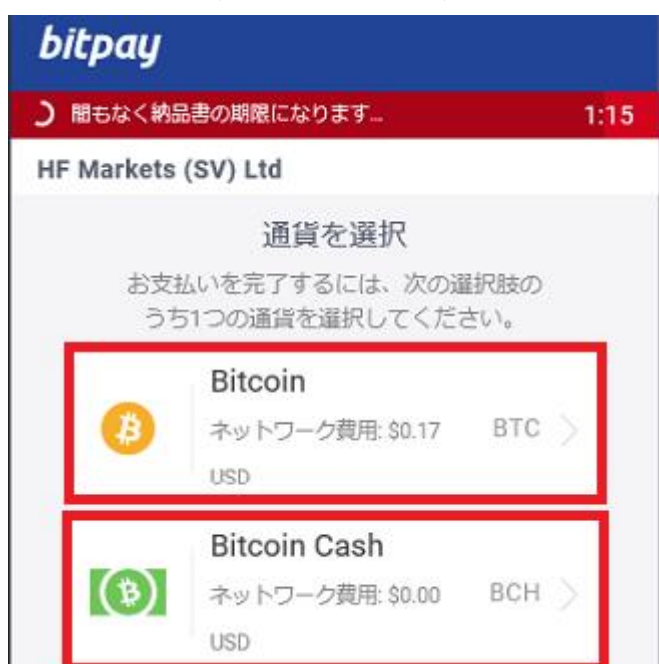 bitpay
間もなく納品書の期限になります... 1:15
HF Markets (SV) Ltd
通貨を選択
お支払いを完了するには、次の選択肢の
うち1つの通貨を選択してください。
Bitcoin
ネットワーク費用: $0.17 BTC
USD
Bitcoin Cash
ネットワーク費用: $0.00 BCH
USD